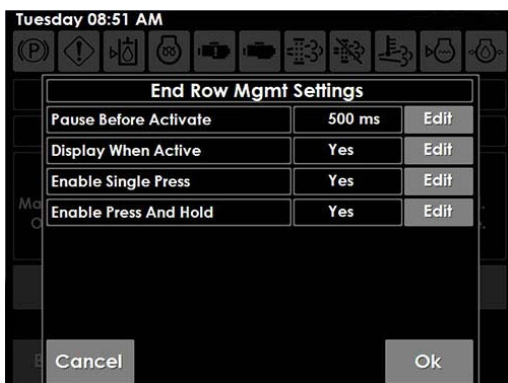 Tuesday 08:51 AM
End Row Mgmt Settings
Pause Before Activate 500 ms Edit
Display When Active Yes Edit
Enable Single Press Yes Edit
Enable Press And Hold Yes Edit
Cancel Ok